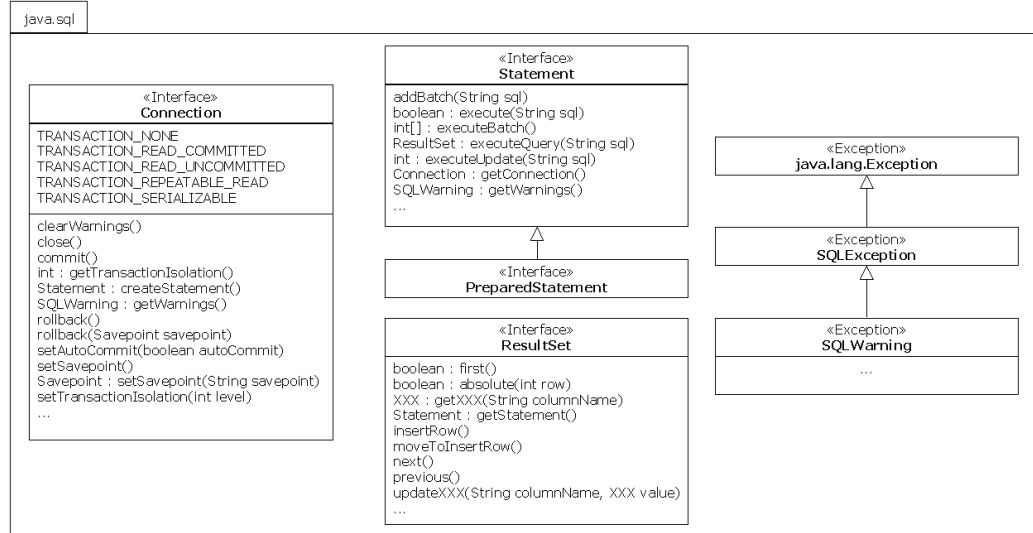 java.sql
«Interface»
Connection
TRANSACTION_NONE
TRANSACTION_READ_COMMITTED
TRANSACTION_READ_UNCOMMITTED
TRANSACTION_REPEATABLE_READ
TRANSACTION_SERIALIZABLE
clearWarnings()
close()
commit()
int : getTransactionIsolation()
Statement : createStatement()
SQLWarning : getWarnings()
rollback()
rollback(Savepoint savepoint)
setAutoCommit(boolean autoCommit)
setSavepoint()
Savepoint : setSavepoint(String savepoint)
setTransactionIsolation(int level)
...
«Interface»
Statement
addBatch(String sql)
boolean : execute(String sql)
int[] : executeBatch()
ResultSet : executeQuery(String sql)
int : executeUpdate(String sql)
Connection : getConnection()
SQLWarning : getWarnings()
...
«Interface»
PreparedStatement
«Interface»
ResultSet
boolean : first()
boolean : absolute(int row)
XXX : getXXX(String columnName)
Statement : getStatement()
insertRow()
moveToInsertRow()
next()
previous()
updateXXX(String columnName, XXX value)
...
«Exception»
java.lang.Exception
«Exception»
SQLException
«Exception»
SQLWarning
...